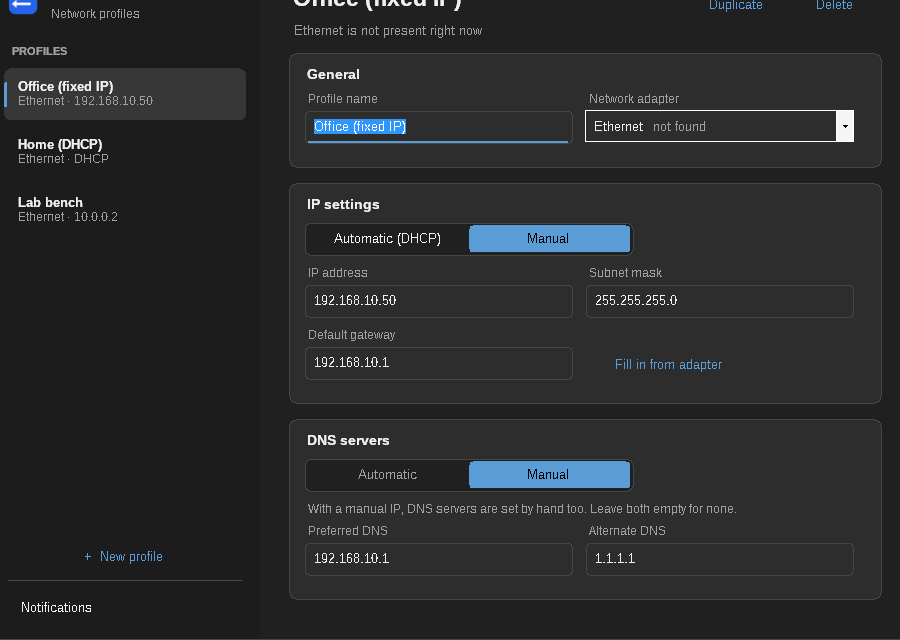 Network profiles
PROFILES
Office (fixed IP)
Ethernet · 192.168.10.50
Home (DHCP)
Ethernet · DHCP
Lab bench
Ethernet · 10.0.0.2
+ New profile
Notifications
Office (fixed IP)
Duplicate
Delete
Ethernet is not present right now
General
Profile name
Network adapter
Office (fixed IP)
Ethernet not found
IP settings
Automatic (DHCP)
Manual
IP address
Subnet mask
192.168.10.50
255.255.255.0
Default gateway
192.168.10.1
Fill in from adapter
DNS servers
Automatic
Manual
With a manual IP, DNS servers are set by hand too. Leave both empty for none.
Preferred DNS
Alternate DNS
192.168.10.1
1.1.1.1